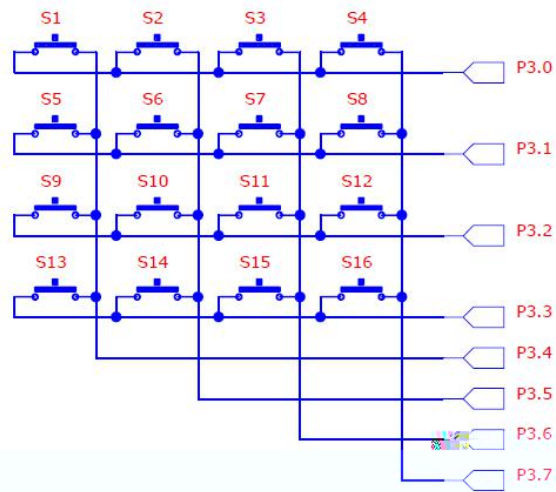 S1 S2 S3 S4
P3.0
S5 S6 S7 S8
P3.1
S9 S10 S11 S12
P3.2
S13 S14 S15 S16
P3.3
P3.4
P3.5
P3.6
P3.7